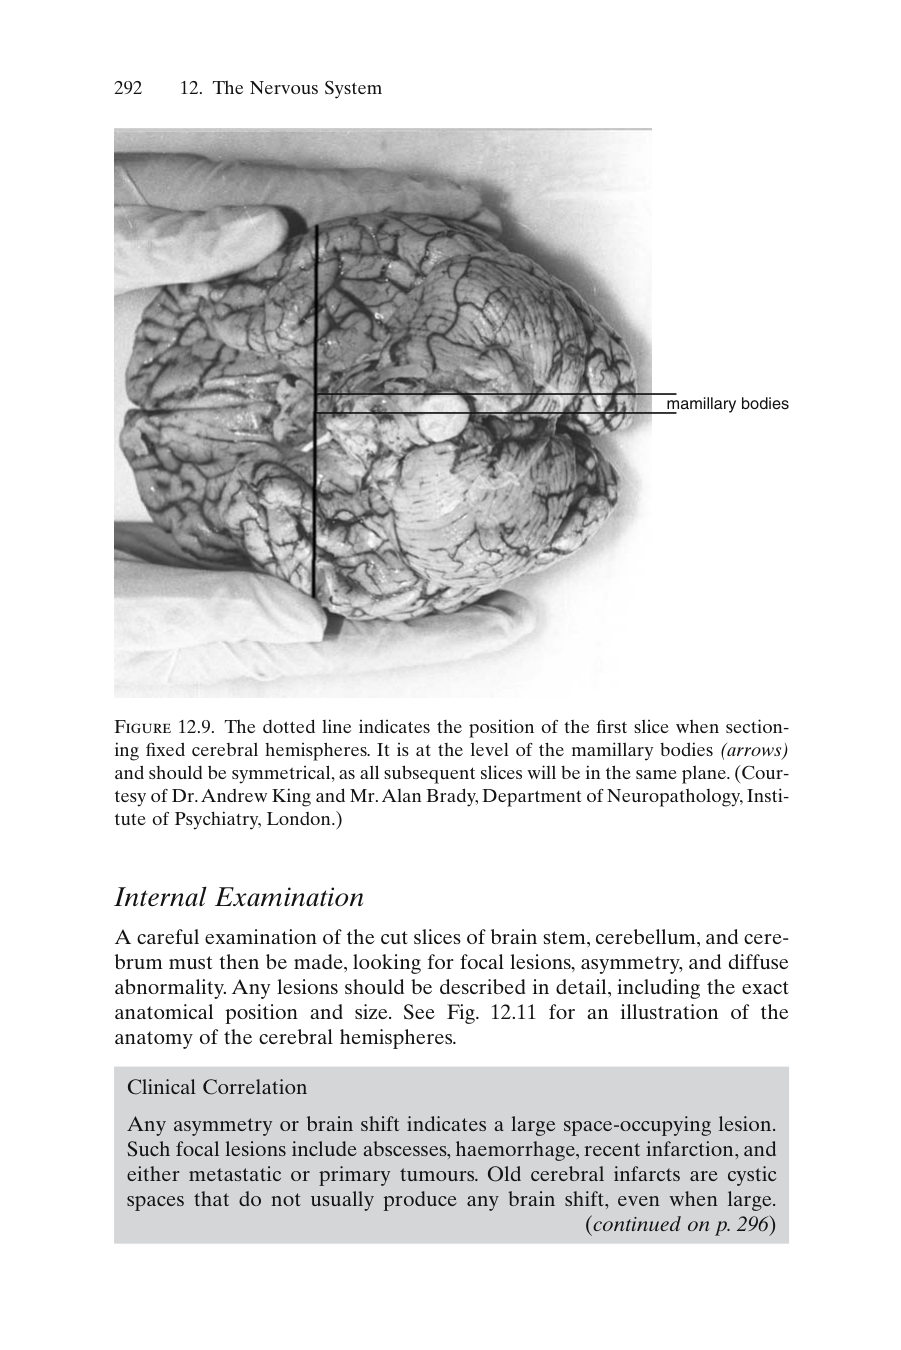 292 12. The Nervous System
mamillary bodies
FIGURE 12.9. The dotted line indicates the position of the first slice when section-
ing fixed cerebral hemispheres. It is at the level of the mamillary bodies (arrows)
and should be symmetrical, as all subsequent slices will be in the same plane. (Cour-
tesy of Dr. Andrew King and Mr. Alan Brady, Department of Neuropathology, Insti-
tute of Psychiatry, London.)
Internal Examination
A careful examination of the cut slices of brain stem, cerebellum, and cere-
brum must then be made, looking for focal lesions, asymmetry, and diffuse
abnormality. Any lesions should be described in detail, including the exact
anatomical position and size. See Fig. 12.11 for an illustration of the
anatomy of the cerebral hemispheres.
Clinical Correlation
Any asymmetry or brain shift indicates a large space-occupying lesion.
Such focal lesions include abscesses, haemorrhage, recent infarction, and
either metastatic or primary tumours. Old cerebral infarcts are cystic
spaces that do not usually produce any brain shift, even when large.
(continued on p. 296)